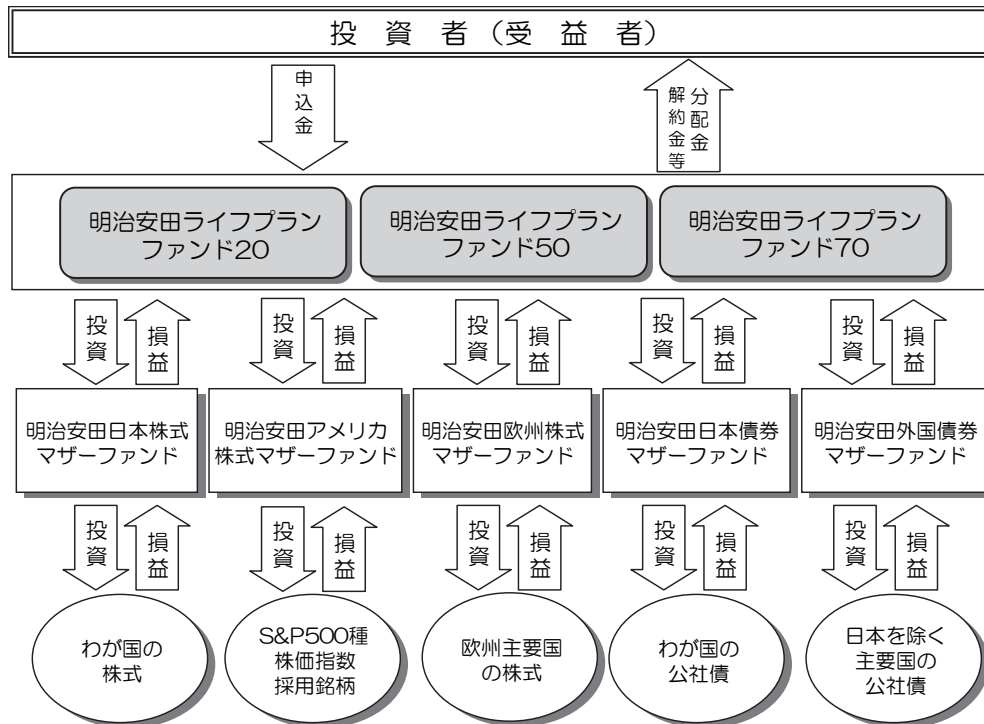 投資者（受益者）
申込金
分配金
解約金等
明治安田ライフプラン
ファンド20
明治安田ライフプラン
ファンド50
明治安田ライフプラン
ファンド70
投資
損益
投資
損益
投資
損益
投資
損益
投資
損益
明治安田日本株式
マザーファンド
明治安田アメリカ
株式マザーファンド
明治安田欧州株式
マザーファンド
明治安田日本債券
マザーファンド
明治安田外国債券
マザーファンド
投資
損益
投資
損益
投資
損益
投資
損益
投資
損益
わが国の
株式
S&P500種
株価指数
採用銘柄
欧州主要国
の株式
わが国の
公社債
日本を除く
主要国の
公社債